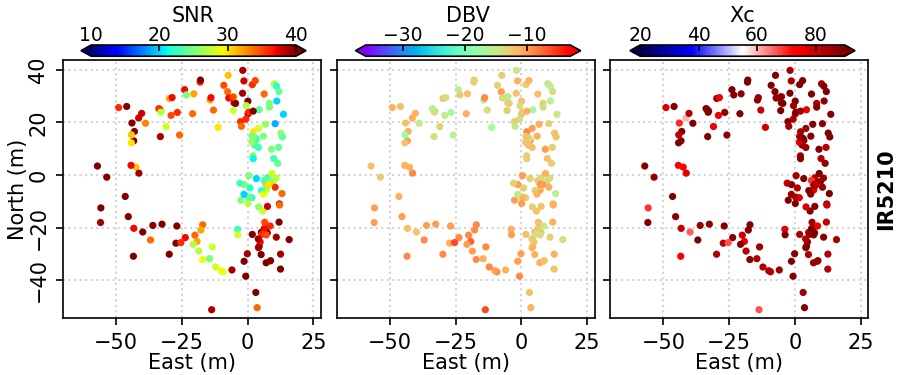 SNR DBV Xc
10 20 30 40 −30 −20 −10 20 40 60 80
40
20
0
−20
−40
North (m)
IR5210
−50 −25 0 25 −50 −25 0 25 −50 −25 0 25
East (m) East (m) East (m)